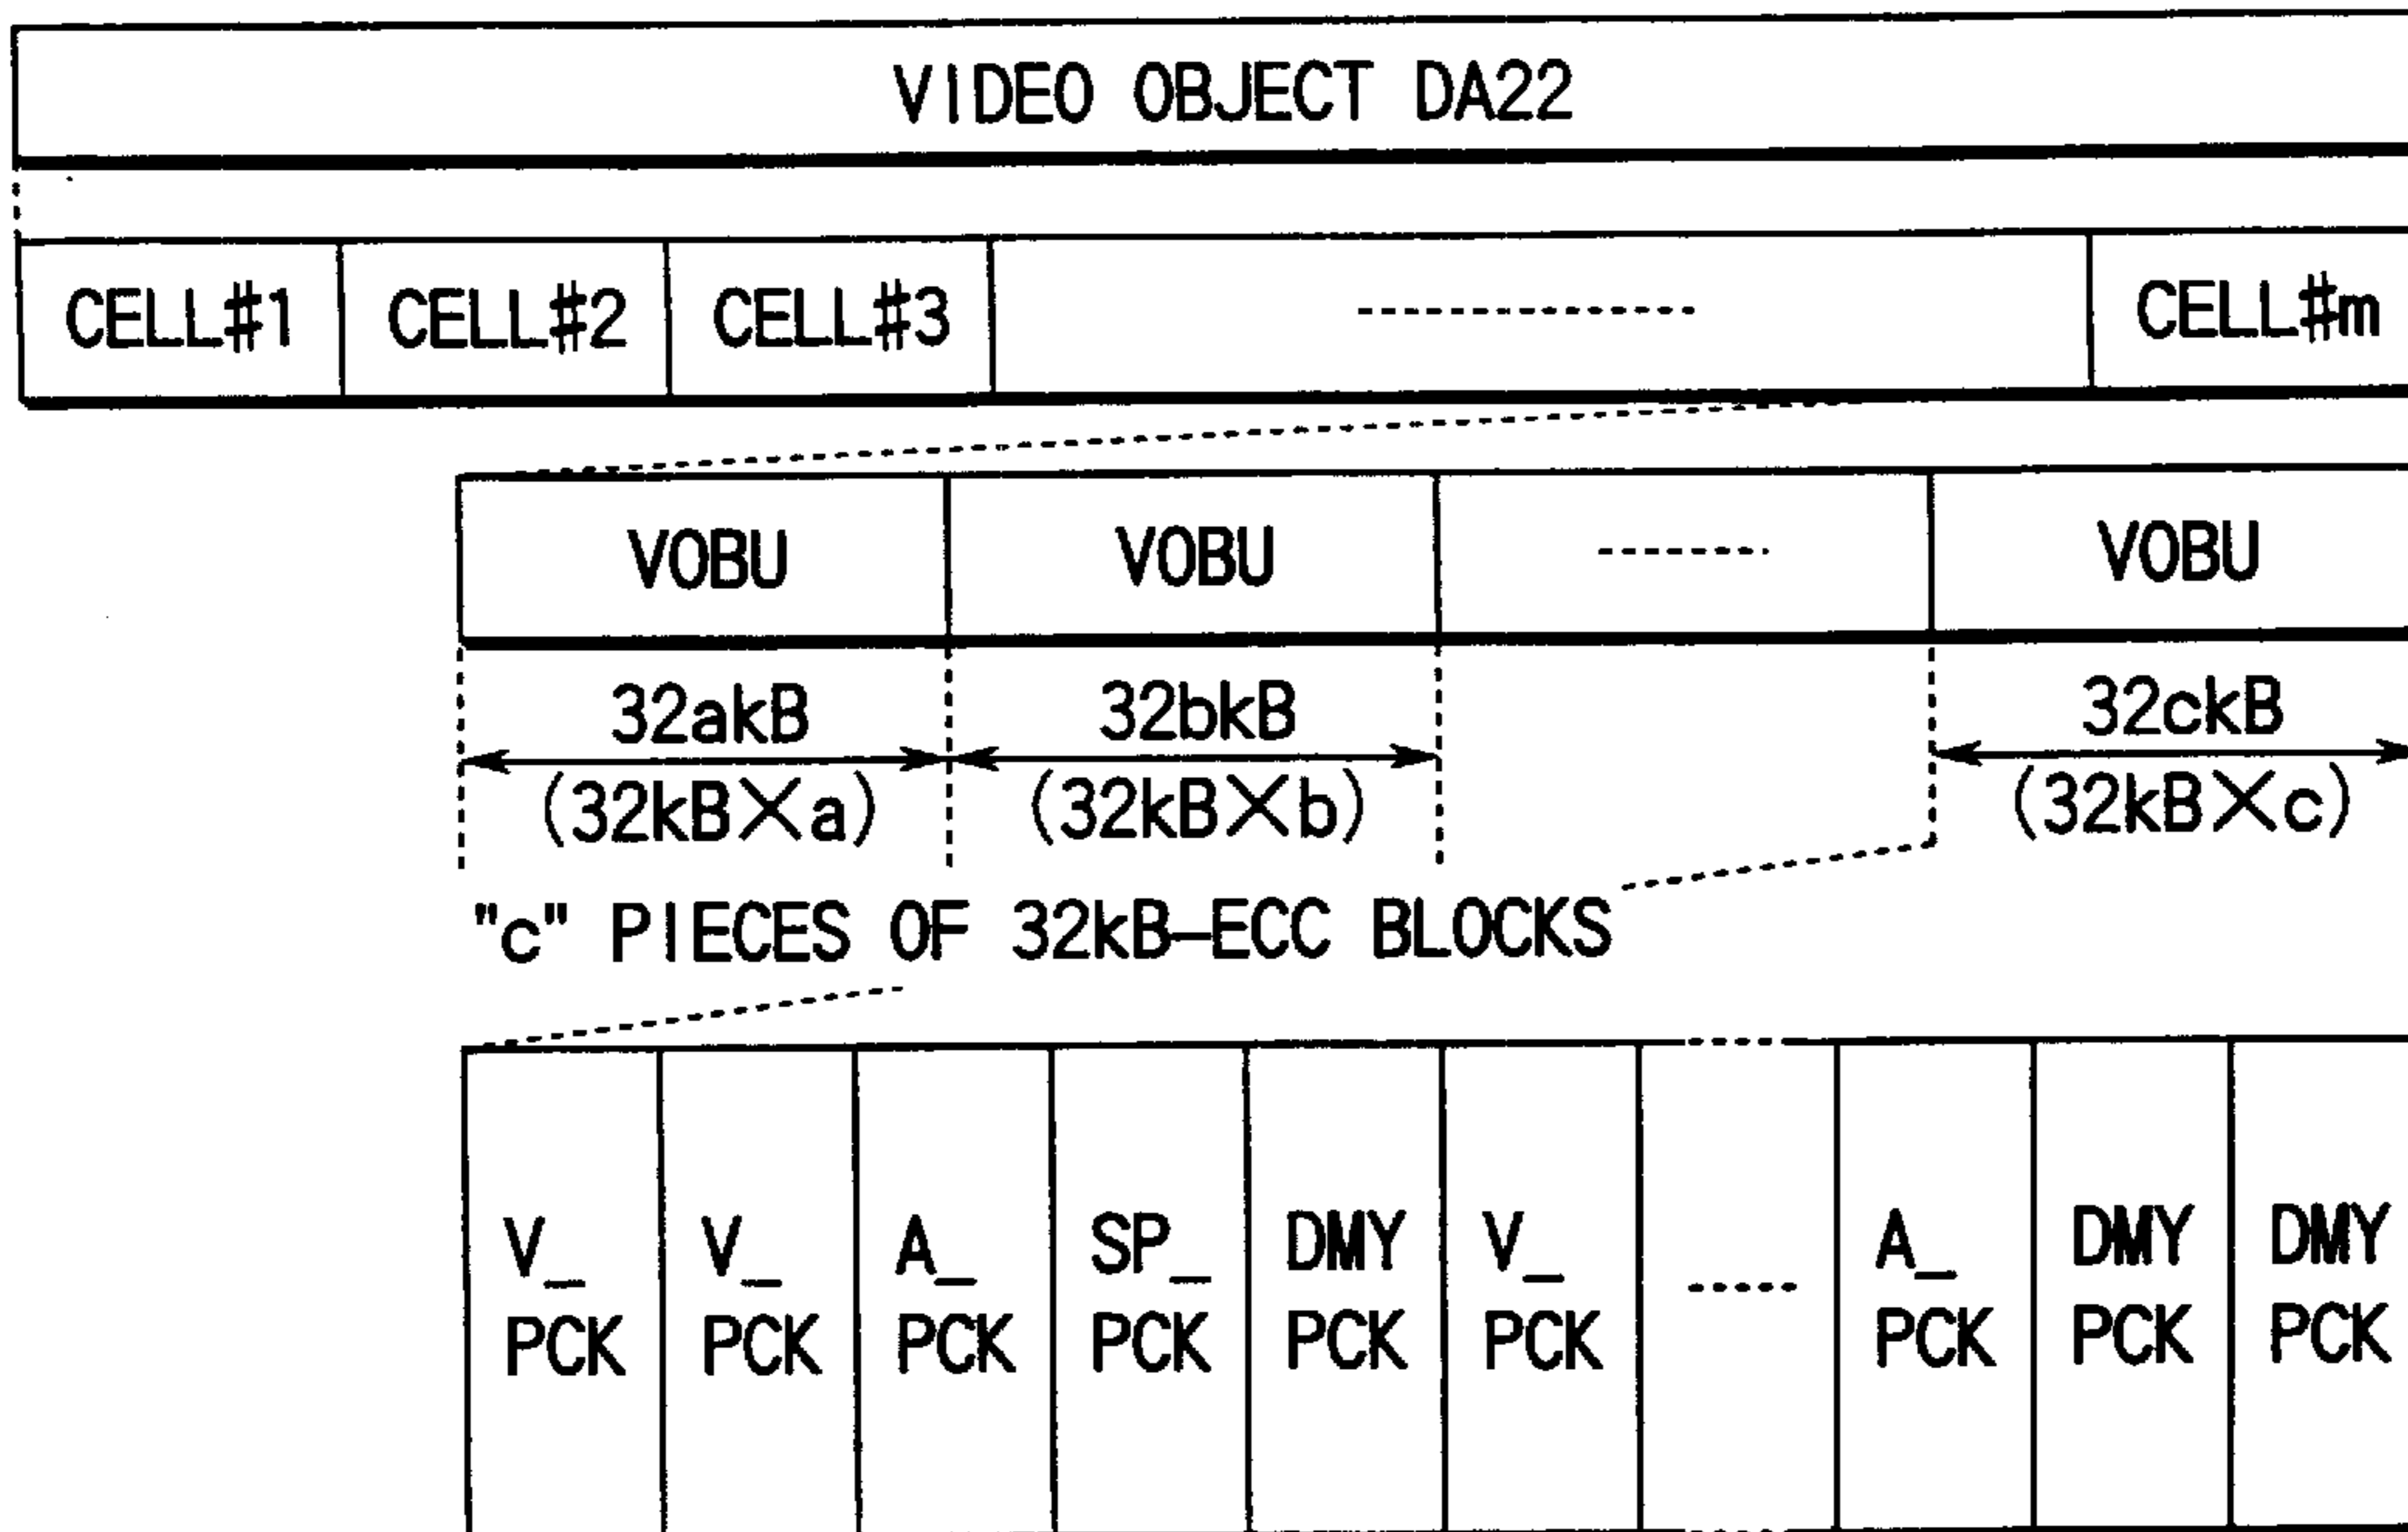 VIDEO OBJECT DA22
CELL#1 CELL#2 CELL#3 CELL#m
VOBU VOBU VOBU
32akB 32bkB 32ckB
(32kB×a) (32kB×b) (32kB×c)
"c" PIECES OF 32kB-ECC BLOCKS
V_ V_ A_ SP_ DMY V_ A_ DMY DMY
PCK PCK PCK PCK PCK PCK PCK PCK PCK